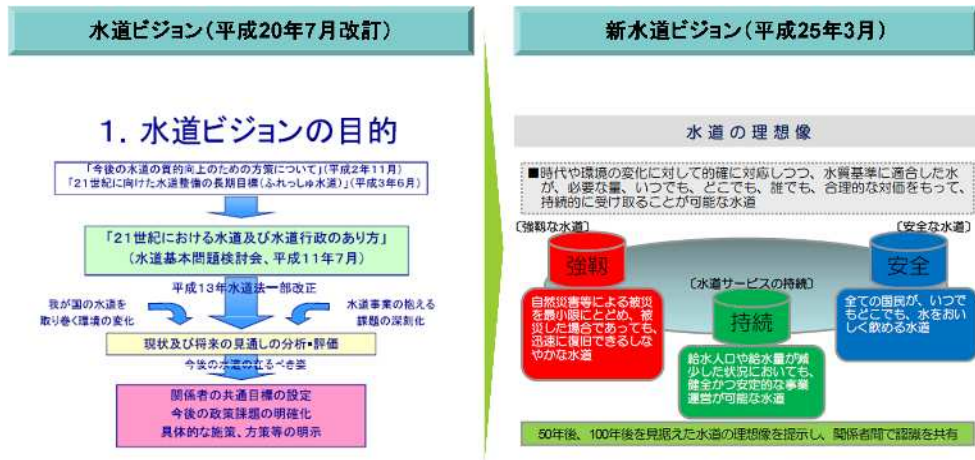 水道ビジョン(平成20年7月改訂)
1. 水道ビジョンの目的
「今後の水道の質的向上のための方策について」(平成2年11月)
「21世紀に向けた水道整備の長期目標(ふれっしゅ水道)」(平成3年6月)
「21世紀における水道及び水道行政のあり方」
(水道基本問題検討会、平成11年7月)
平成13年水道法一部改正
我が国の水道を
取り巻く環境の変化
水道事業の抱える
課題の深刻化
現状及び将来の見通しの分析・評価
今後の水道の在るべき姿
関係者の共通目標の設定
今後の政策課題の明確化
具体的な施策、方策等の明示
新水道ビジョン(平成25年3月)
水道の理想像
■時代や環境の変化に対して的確に対応しつつ、水質基準に適合した水
が、必要な量、いつでも、どこでも、誰でも、合理的な対価をもって、
持続的に受け取ることが可能な水道
〔強靱な水道〕
強靱
自然災害等による被災
を最小限にとどめ、被
災した場合であっても、
迅速に復旧できるしな
やかな水道
〔水道サービスの持続〕
持続
給水人口や給水量が減
少した状況においても、
健全かつ安定的な事業
運営が可能な水道
〔安全な水道〕
安全
全ての国民が、いつで
もどこでも、水をおい
しく飲める水道
50年後、100年後を見据えた水道の理想像を提示し、関係者間で認識を共有